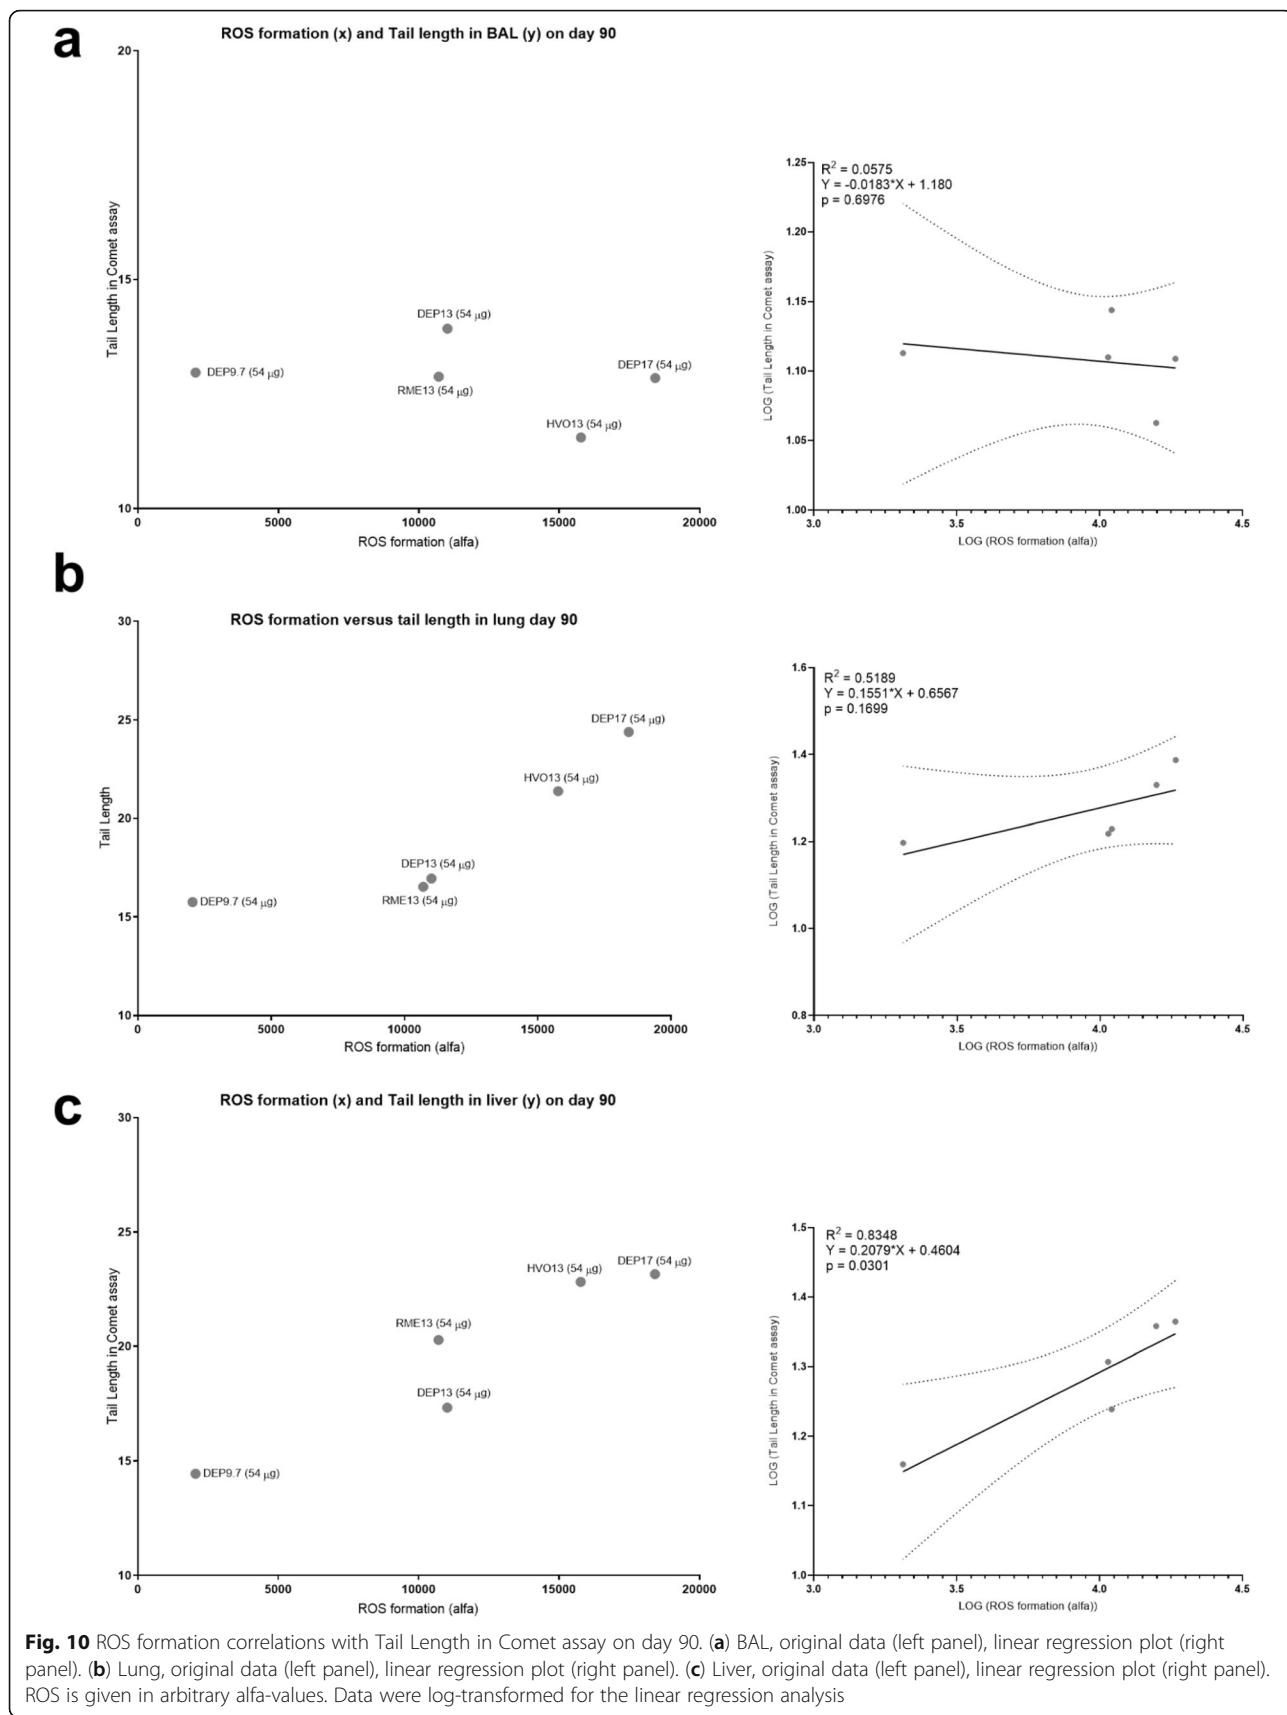 a
ROS formation (x) and Tail length in BAL (y) on day 90
20
15
10
Tail Length in Comet assay
DEP13 (54 µg)
DEP9.7 (54 µg)
RME13 (54 µg)
DEP17 (54 µg)
HVO13 (54 µg)
0 5000 10000 15000 20000
ROS formation (alfa)
R² = 0.0575
Y = -0.0183*X + 1.180
p = 0.6976
1.25
1.20
1.15
1.10
1.05
1.00
LOG (Tail Length in Comet assay)
3.0 3.5 4.0 4.5
LOG (ROS formation (alfa))
b
ROS formation versus tail length in lung day 90
30
25
20
15
10
Tail Length
DEP17 (54 µg)
HVO13 (54 µg)
DEP13 (54 µg)
RME13 (54 µg)
DEP9.7 (54 µg)
0 5000 10000 15000 20000
ROS formation (alfa)
R² = 0.5189
Y = 0.1551*X + 0.6567
p = 0.1699
1.6
1.4
1.2
1.0
0.8
LOG (Tail Length in Comet assay)
3.0 3.5 4.0 4.5
LOG (ROS formation (alfa))
c
ROS formation (x) and Tail length in liver (y) on day 90
30
25
20
15
10
Tail Length in Comet assay
HVO13 (54 µg)
DEP17 (54 µg)
RME13 (54 µg)
DEP13 (54 µg)
DEP9.7 (54 µg)
0 5000 10000 15000 20000
ROS formation (alfa)
R² = 0.8348
Y = 0.2079*X + 0.4604
p = 0.0301
1.5
1.4
1.3
1.2
1.1
1.0
LOG (Tail Length in Comet assay)
3.0 3.5 4.0 4.5
LOG (ROS formation (alfa))
Fig. 10 ROS formation correlations with Tail Length in Comet assay on day 90. (a) BAL, original data (left panel), linear regression plot (right
panel). (b) Lung, original data (left panel), linear regression plot (right panel). (c) Liver, original data (left panel), linear regression plot (right panel).
ROS is given in arbitrary alfa-values. Data were log-transformed for the linear regression analysis